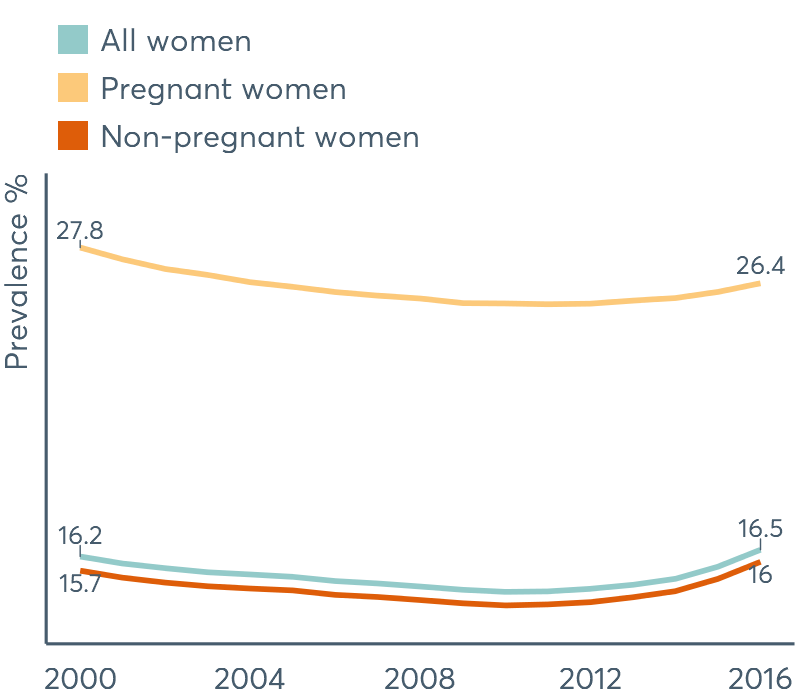 All women
Pregnant women
Non-pregnant women
Prevalence %
27.8
26.4
16.2
16.5
15.7
16
2000 2004 2008 2012 2016